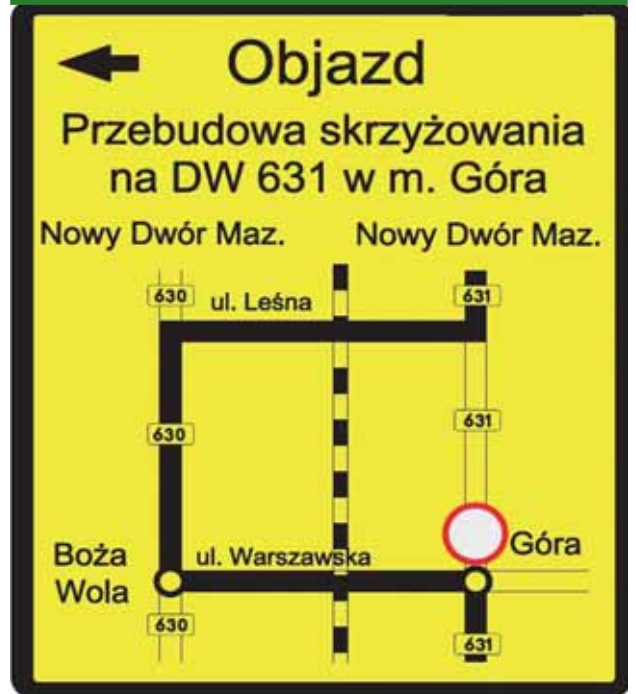 Objazd
Przebudowa skrzyżowania
na DW 631 w m. Góra
Nowy Dwór Maz. Nowy Dwór Maz.
630 ul. Leśna 631
630 631
Góra
Boża ul. Warszawska
Wola
630
631